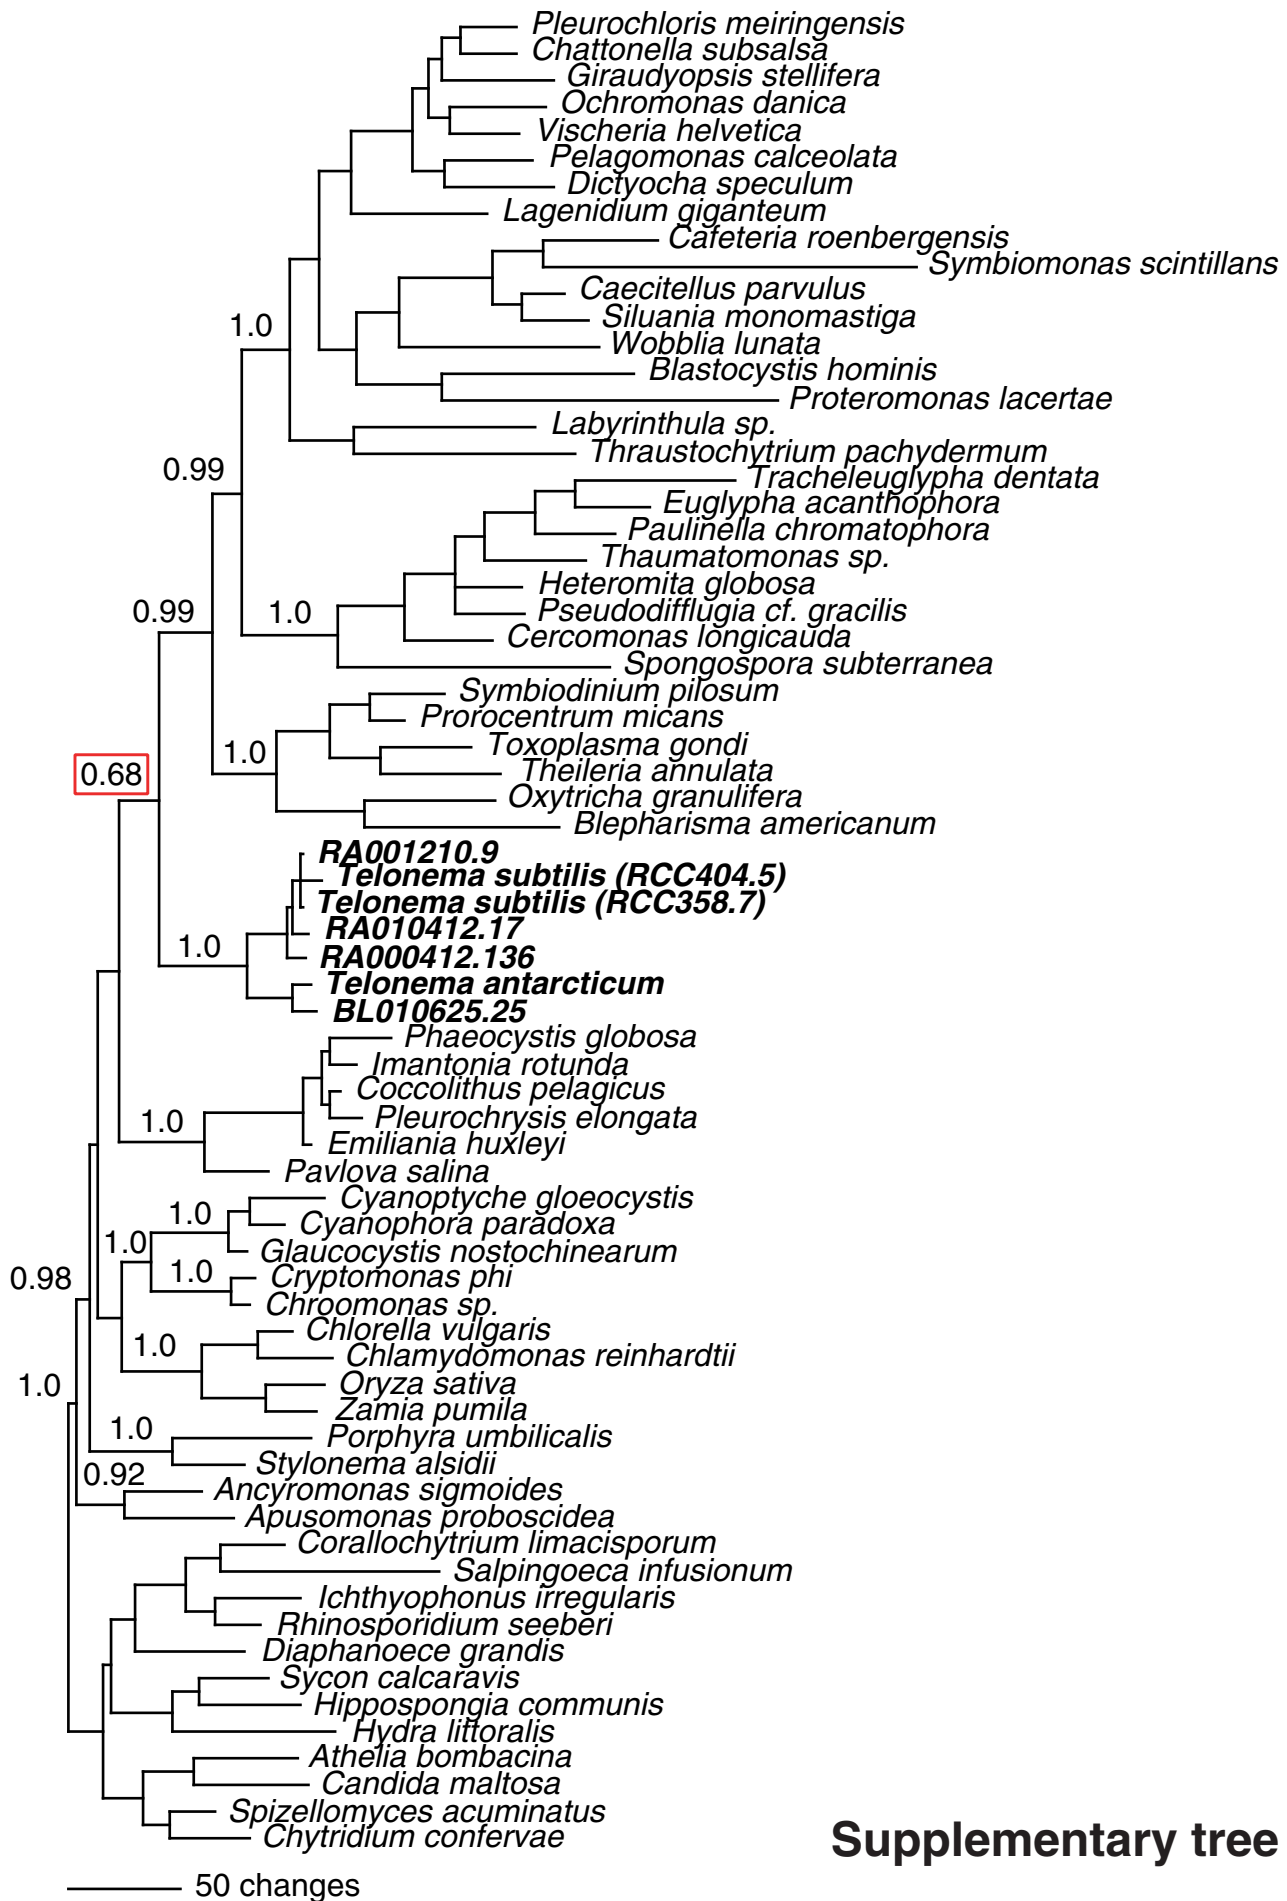 Pleurochloris meiringensis
Chattonella subsalsa
Giraudyopsis stellifera
Ochromonas danica
Vischeria helvetica
Pelagomonas calceolata
Dictyocha speculum
Lagenidium giganteum
Cafeteria roenbergensis
Symbiomonas scintillans
Caecitellus parvulus
Siluania monomastiga
1.0
Wobblia lunata
Blastocystis hominis
Proteromonas lacertae
Labyrinthula sp.
Thraustochytrium pachydermum
0.99
Tracheleuglypha dentata
Euglypha acanthophora
Paulinella chromatophora
Thaumatomonas sp.
Heteromita globosa
0.99
1.0
Pseudodifflugia cf. gracilis
Cercomonas longicauda
Spongospora subterranea
Symbiodinium pilosum
Prorocentrum micans
1.0
Toxoplasma gondi
0.68
Theileria annulata
Oxytricha granulifera
Blepharisma americanum
RA001210.9
Telonema subtilis (RCC404.5)
Telonema subtilis (RCC358.7)
RA010412.17
1.0
RA000412.136
Telonema antarcticum
BL010625.25
Phaeocystis globosa
Imantonia rotunda
Coccolithus pelagicus
1.0
Pleurochrysis elongata
Emiliania huxleyi
Pavlova salina
Cyanoptyche gloeocystis
1.0
Cyanophora paradoxa
1.0
Glaucocystis nostochinearum
0.98
1.0
Cryptomonas phi
Chroomonas sp.
Chlorella vulgaris
1.0
Chlamydomonas reinhardtii
1.0
Oryza sativa
Zamia pumila
1.0
Porphyra umbilicalis
Stylonema alsidii
0.92
Ancyromonas sigmoides
Apusomonas proboscidea
Corallochytrium limacisporum
Salpingoeca infusionum
Ichthyophonus irregularis
Rhinosporidium seeberi
Diaphanoece grandis
Sycon calcaravis
Hippospongia communis
Hydra littoralis
Athelia bombacina
Candida maltosa
Spizellomyces acuminatus
Chytridium confervae
Supplementary tree
50 changes